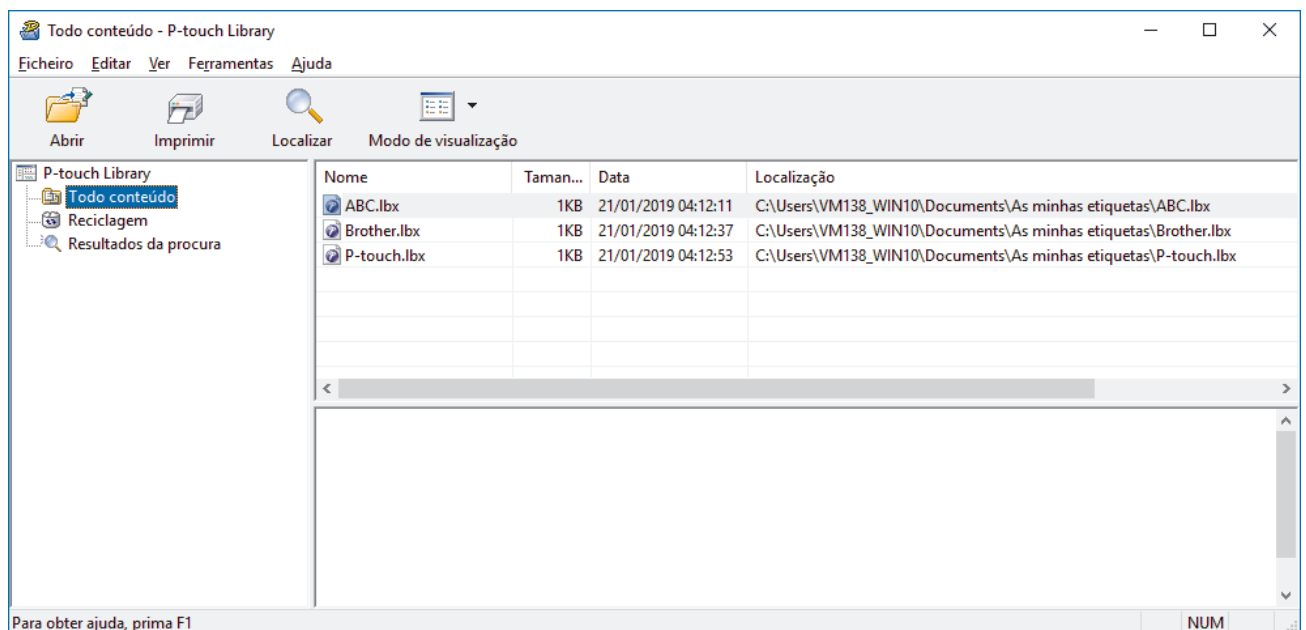 Todo conteúdo - P-touch Library
Ficheiro Editar Ver Ferramentas Ajuda
Abrir Imprimir Localizar Modo de visualização
P-touch Library
Todo conteúdo
Reciclagem
Resultados da procura
Nome Taman... Data Localização
ABC.lbx 1KB 21/01/2019 04:12:11 C:\Users\VM138_WIN10\Documents\As minhas etiquetas\ABC.lbx
Brother.lbx 1KB 21/01/2019 04:12:37 C:\Users\VM138_WIN10\Documents\As minhas etiquetas\Brother.lbx
P-touch.lbx 1KB 21/01/2019 04:12:53 C:\Users\VM138_WIN10\Documents\As minhas etiquetas\P-touch.lbx
Para obter ajuda, prima F1 NUM